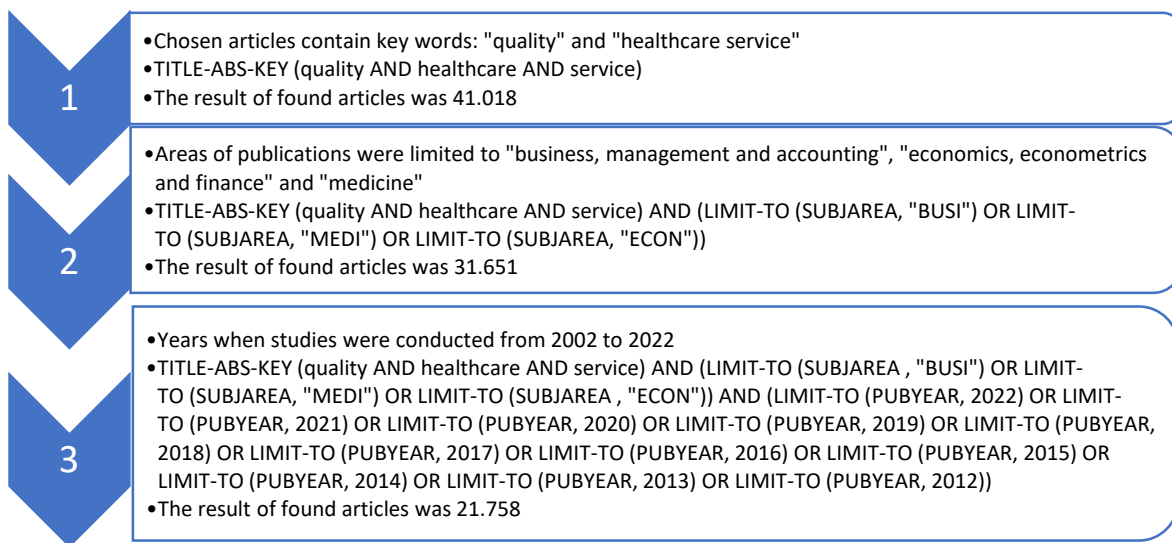 1
•Chosen articles contain key words: "quality" and "healthcare service"
•TITLE-ABS-KEY (quality AND healthcare AND service)
•The result of found articles was 41.018
2
•Areas of publications were limited to "business, management and accounting", "economics, econometrics
and finance" and "medicine"
•TITLE-ABS-KEY (quality AND healthcare AND service) AND (LIMIT-TO (SUBJAREA, "BUSI") OR LIMIT-
TO (SUBJAREA, "MEDI") OR LIMIT-TO (SUBJAREA, "ECON"))
•The result of found articles was 31.651
3
•Years when studies were conducted from 2002 to 2022
•TITLE-ABS-KEY (quality AND healthcare AND service) AND (LIMIT-TO (SUBJAREA , "BUSI") OR LIMIT-
TO (SUBJAREA, "MEDI") OR LIMIT-TO (SUBJAREA , "ECON")) AND (LIMIT-TO (PUBYEAR, 2022) OR LIMIT-
TO (PUBYEAR, 2021) OR LIMIT-TO (PUBYEAR, 2020) OR LIMIT-TO (PUBYEAR, 2019) OR LIMIT-TO (PUBYEAR,
2018) OR LIMIT-TO (PUBYEAR, 2017) OR LIMIT-TO (PUBYEAR, 2016) OR LIMIT-TO (PUBYEAR, 2015) OR
LIMIT-TO (PUBYEAR, 2014) OR LIMIT-TO (PUBYEAR, 2013) OR LIMIT-TO (PUBYEAR, 2012))
•The result of found articles was 21.758